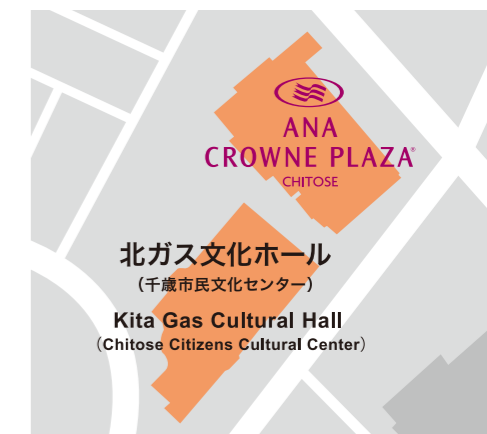 ANA
CROWNE PLAZA®
CHITOSE
北ガス文化ホール
（千歳市民文化センター）
Kita Gas Cultural Hall
（Chitose Citizens Cultural Center）